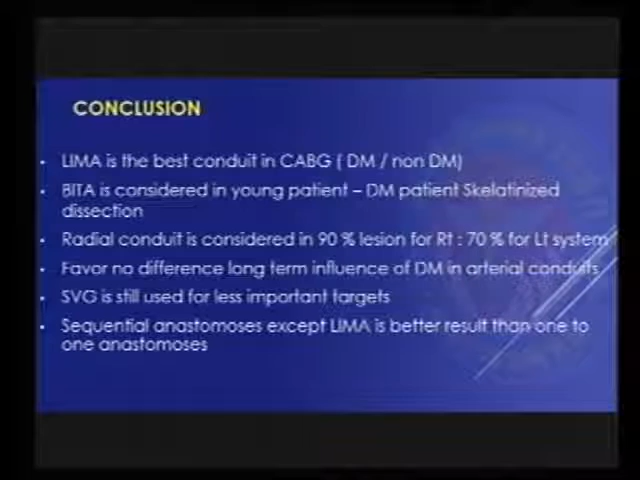 CONCLUSION
• LIMA is the best conduit in CABG ( DM / non DM)
• BITA is considered in young patient – DM patient Skelatinized
dissection
• Radial conduit is considered in 90 % lesion for Rt : 70 % for Lt system
• Favor no difference long term influence of DM in arterial conduits
• SVG is still used for less important targets
• Sequential anastomoses except LIMA is better result than one to
one anastomoses